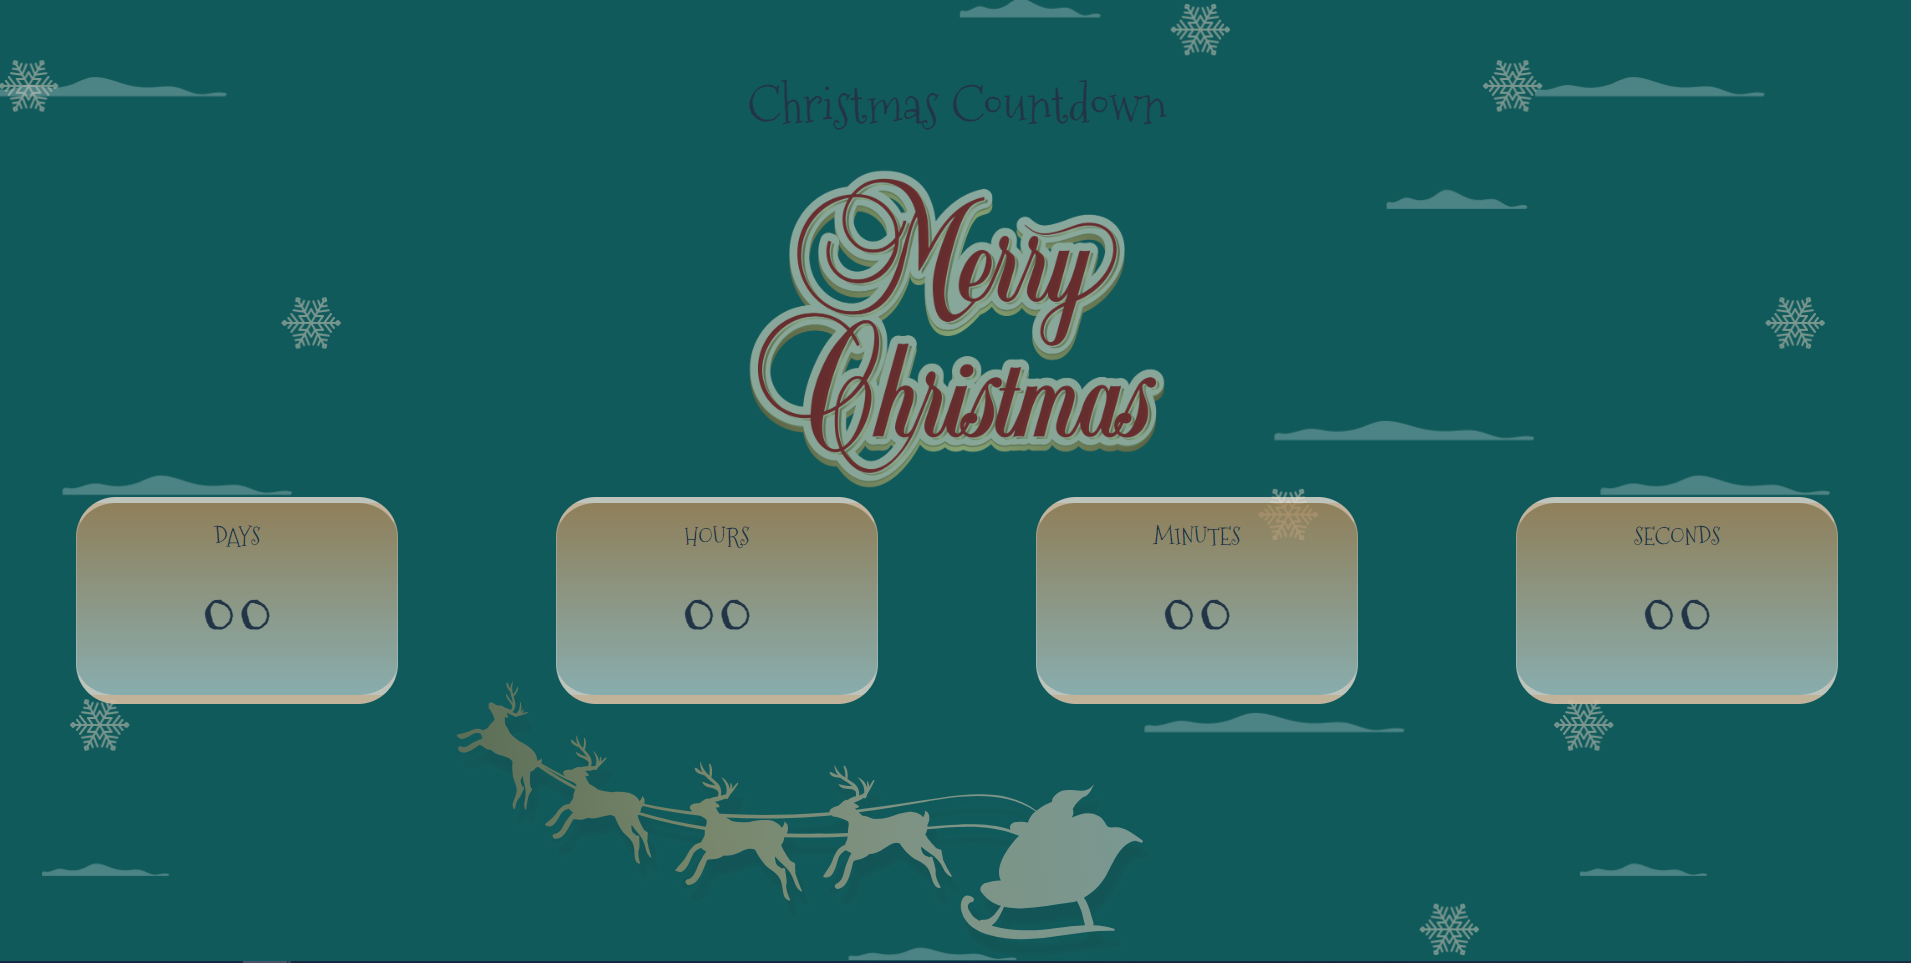 Christmas Countdown
Merry
Christmas
DAYS
HOURS
MINUTES
SECONDS
00
00
00
00